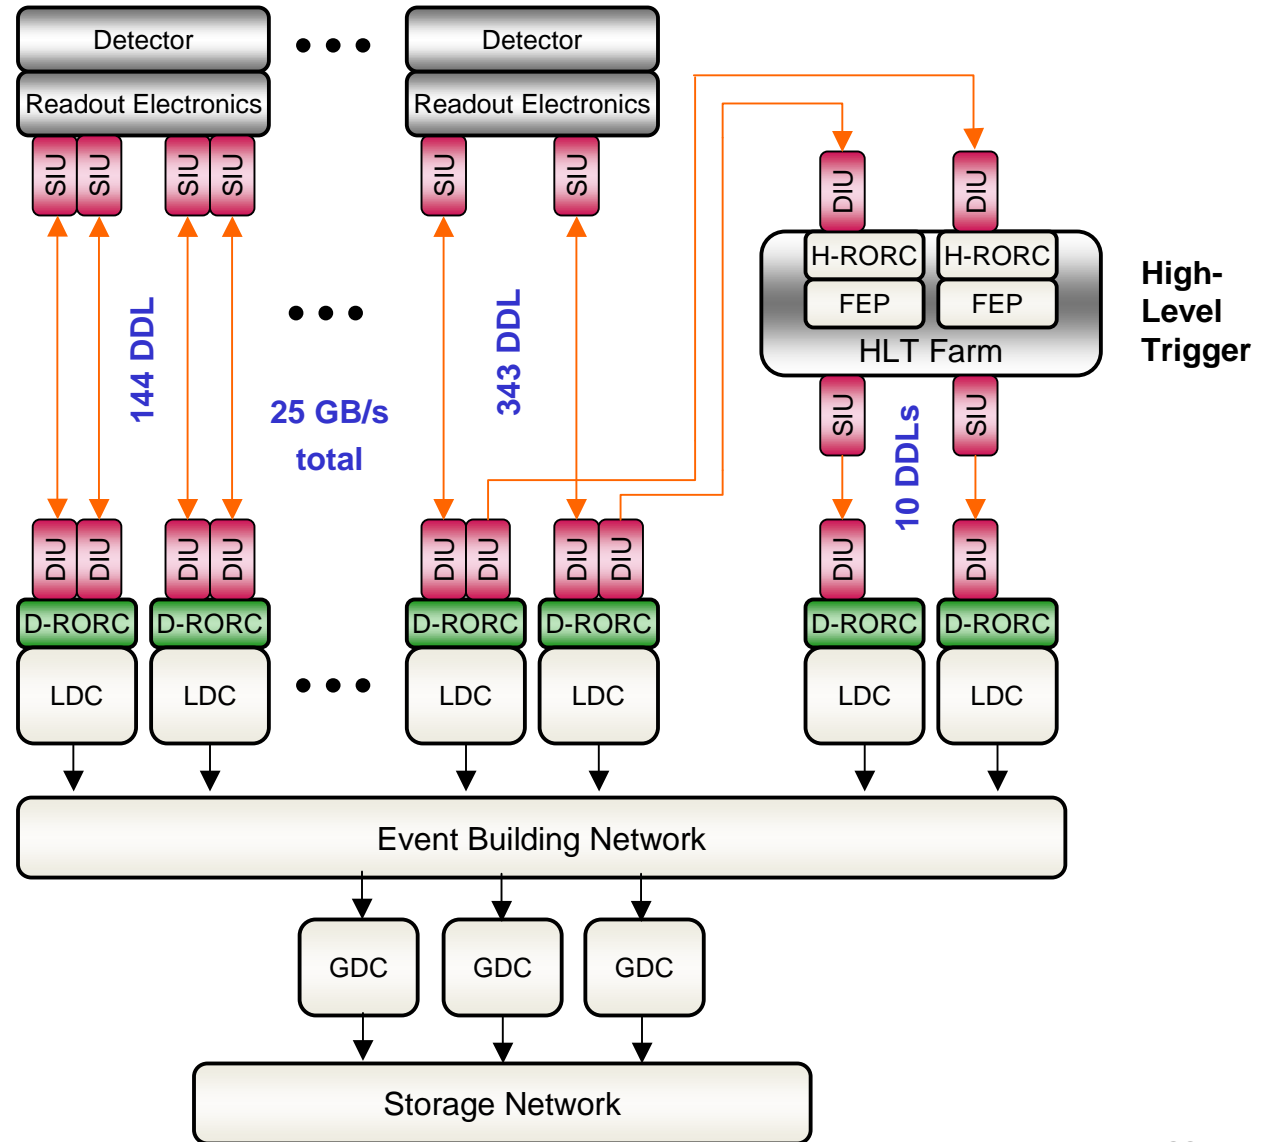 Detector
Detector
Readout Electronics
Readout Electronics
SIU
SIU
SIU
SIU
SIU
SIU
DIU
DIU
H-RORC
H-RORC
FEP
FEP
HLT Farm
High-
Level
Trigger
144 DDL
25 GB/s
total
343 DDL
SIU
SIU
10 DDLs
DIU
DIU
DIU
DIU
DIU
DIU
DIU
DIU
DIU
DIU
D-RORC
D-RORC
D-RORC
D-RORC
D-RORC
D-RORC
LDC
LDC
LDC
LDC
LDC
LDC
Event Building Network
GDC
GDC
GDC
Storage Network